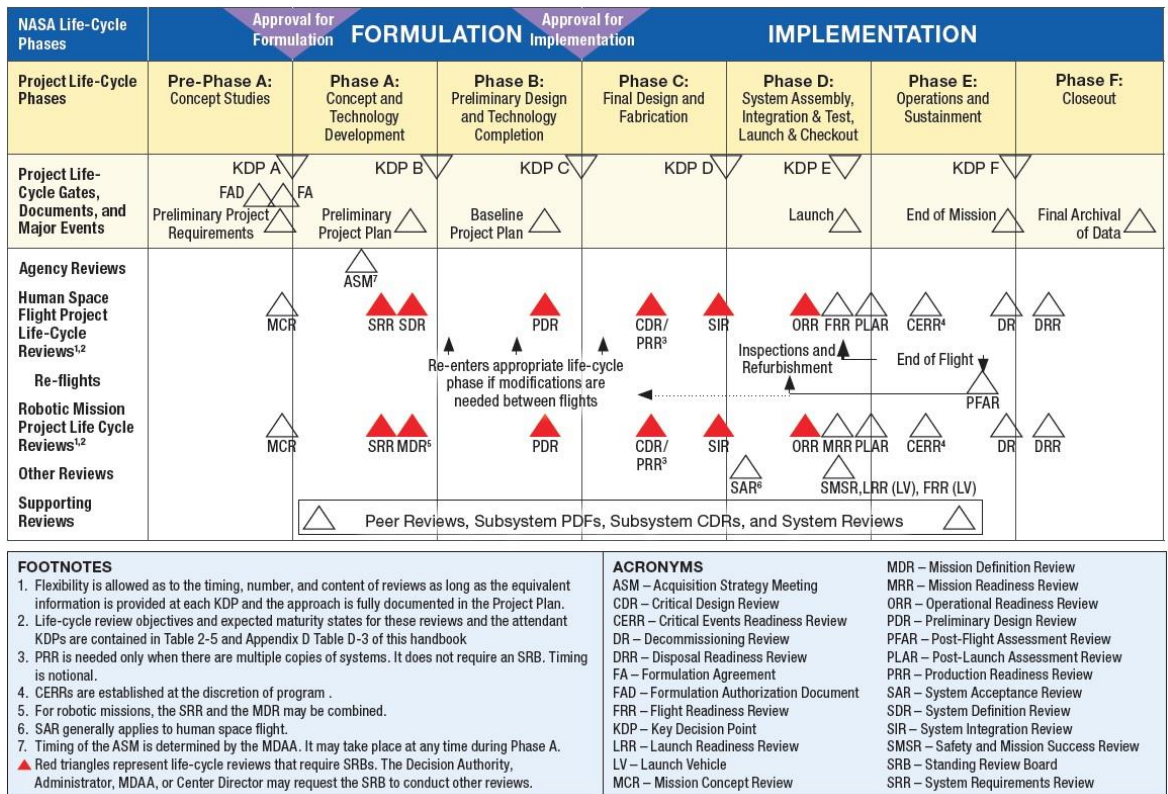 NASA Life-Cycle
Phases
Approval for
Formulation
FORMULATION
Approval for
Implementation
IMPLEMENTATION
Project Life-Cycle
Phases
Pre-Phase A:
Concept Studies
Phase A:
Concept and
Technology
Development
Phase B:
Preliminary Design
and Technology
Completion
Phase C:
Final Design and
Fabrication
Phase D:
System Assembly,
Integration & Test,
Launch & Checkout
Phase E:
Operations and
Sustainment
Phase F:
Closeout
Project Life-
Cycle Gates,
Documents, and
Major Events
KDP A
KDP B
KDP C
KDP D
KDP E
KDP F
FAD
FA
Preliminary Project
Requirements
Preliminary
Project Plan
Baseline
Project Plan
Launch
End of Mission
Final Archival
of Data
Agency Reviews
ASM7
Human Space
Flight Project
Life-Cycle
Reviews1,2
MCR
SRR
SDR
PDR
CDR/
PRR3
SIR
ORR
FRR
PLAR
CERR4
DR
DRR
Re-flights
Re-enters appropriate life-cycle
phase if modifications are
needed between flights
Inspections and
Refurbishment
End of Flight
PFAR
Robotic Mission
Project Life Cycle
Reviews1,2
MCR
SRR
MDR5
PDR
CDR/
PRR3
SIR
ORR
MRR
PLAR
CERR4
DR
DRR
Other Reviews
SAR6
SMSR,LRR (LV), FRR (LV)
Supporting
Reviews
Peer Reviews, Subsystem PDFs, Subsystem CDRs, and System Reviews
FOOTNOTES
1. Flexibility is allowed as to the timing, number, and content of reviews as long as the equivalent
information is provided at each KDP and the approach is fully documented in the Project Plan.
2. Life-cycle review objectives and expected maturity states for these reviews and the attendant
KDPs are contained in Table 2-5 and Appendix D Table D-3 of this handbook
3. PRR is needed only when there are multiple copies of systems. It does not require an SRB. Timing
is notional.
4. CERRs are established at the discretion of program .
5. For robotic missions, the SRR and the MDR may be combined.
6. SAR generally applies to human space flight.
7. Timing of the ASM is determined by the MDAA. It may take place at any time during Phase A.
Red triangles represent life-cycle reviews that require SRBs. The Decision Authority,
Administrator, MDAA, or Center Director may request the SRB to conduct other reviews.
ACRONYMS
ASM – Acquisition Strategy Meeting
CDR – Critical Design Review
CERR – Critical Events Readiness Review
DR – Decommissioning Review
DRR – Disposal Readiness Review
FA – Formulation Agreement
FAD – Formulation Authorization Document
FRR – Flight Readiness Review
KDP – Key Decision Point
LRR – Launch Readiness Review
LV – Launch Vehicle
MCR – Mission Concept Review
MDR – Mission Definition Review
MRR – Mission Readiness Review
ORR – Operational Readiness Review
PDR – Preliminary Design Review
PFAR – Post-Flight Assessment Review
PLAR – Post-Launch Assessment Review
PRR – Production Readiness Review
SAR – System Acceptance Review
SDR – System Definition Review
SIR – System Integration Review
SMSR – Safety and Mission Success Review
SRB – Standing Review Board
SRR – System Requirements Review